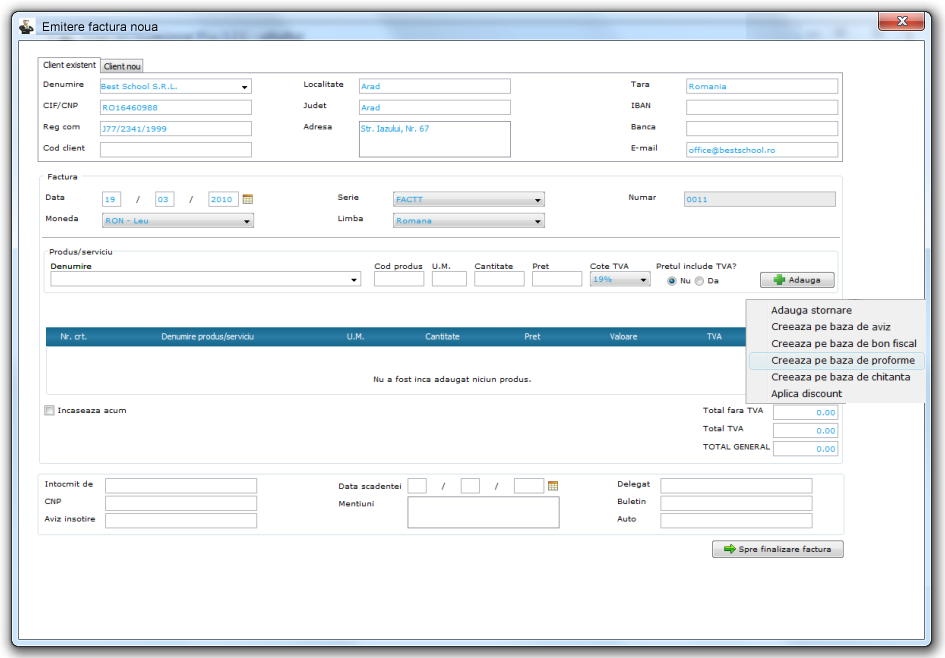 Emitere factura noua
Client existent Client nou
Denumire Best School S.R.L. Localitate Arad Tara Romania
CIF/CNP RO16460988 Judet Arad IBAN
Reg com J77/2341/1999 Adresa Str. Iazului, Nr. 67 Banca
Cod client E-mail office@bestschool.ro
Factura
Data 19 / 03 / 2010 Serie FACTT Numar 0011
Moneda RON - Leu Limba Romana
Produs/serviciu
Denumire Cod produs U.M. Cantitate Pret Cote TVA Pretul include TVA?
19% Nu Da Adauga
Adauga stornare
Creeaza pe baza de aviz
Creeaza pe baza de bon fiscal
Creeaza pe baza de proforme
Creeaza pe baza de chitanta
Aplica discount
Nr. crt. Denumire produs/serviciu U.M. Cantitate Pret Valoare TVA
Nu a fost inca adaugat niciun produs.
Incaseaza acum Total fara TVA 0.00
Total TVA 0.00
TOTAL GENERAL 0.00
Intocmit de Data scadentei / / Delegat
CNP Mentiuni Buletin
Aviz insotire Auto
Spre finalizare factura